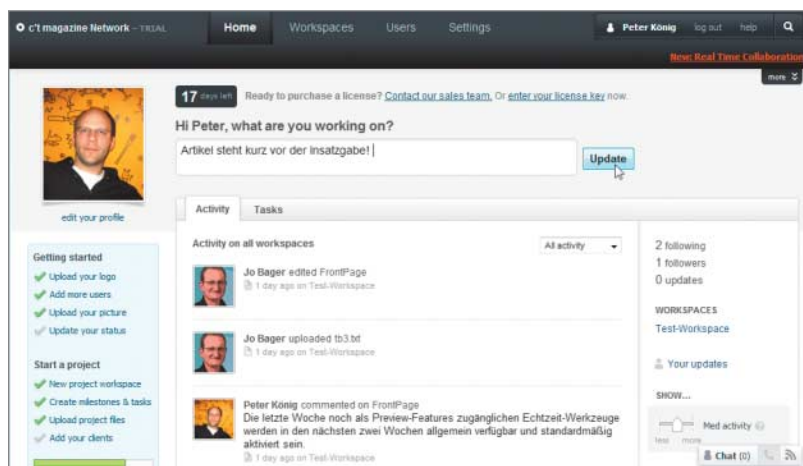 c't magazine Network – TRIAL
Home Workspaces Users Settings
Peter König log out help
New: Real Time Collaboration
more
17 days left Ready to purchase a license? Contact our sales team. Or enter your license key now.
Hi Peter, what are you working on?
Artikel steht kurz vor der Insatzgabe!
Update
edit your profile
Activity Tasks
Getting started
Upload your logo
Add more users
Upload your picture
Update your status
Start a project
New project workspace
Create milestones & tasks
Upload project files
Add your clients
Activity on all workspaces
All activity
Jo Bager edited FrontPage
1 day ago on Test-Workspace
Jo Bager uploaded tb3.txt
1 day ago on Test-Workspace
Peter König commented on FrontPage
Die letzte Woche noch als Preview-Features zugänglichen Echtzeit-Werkzeuge
werden in den nächsten zwei Wochen allgemein verfügbar und standardmäßig
aktiviert sein.
1 day ago on Test-Workspace
2 following
1 followers
0 updates
WORKSPACES
Test-Workspace
Your updates
SHOW...
Med activity
less more
Chat (0)